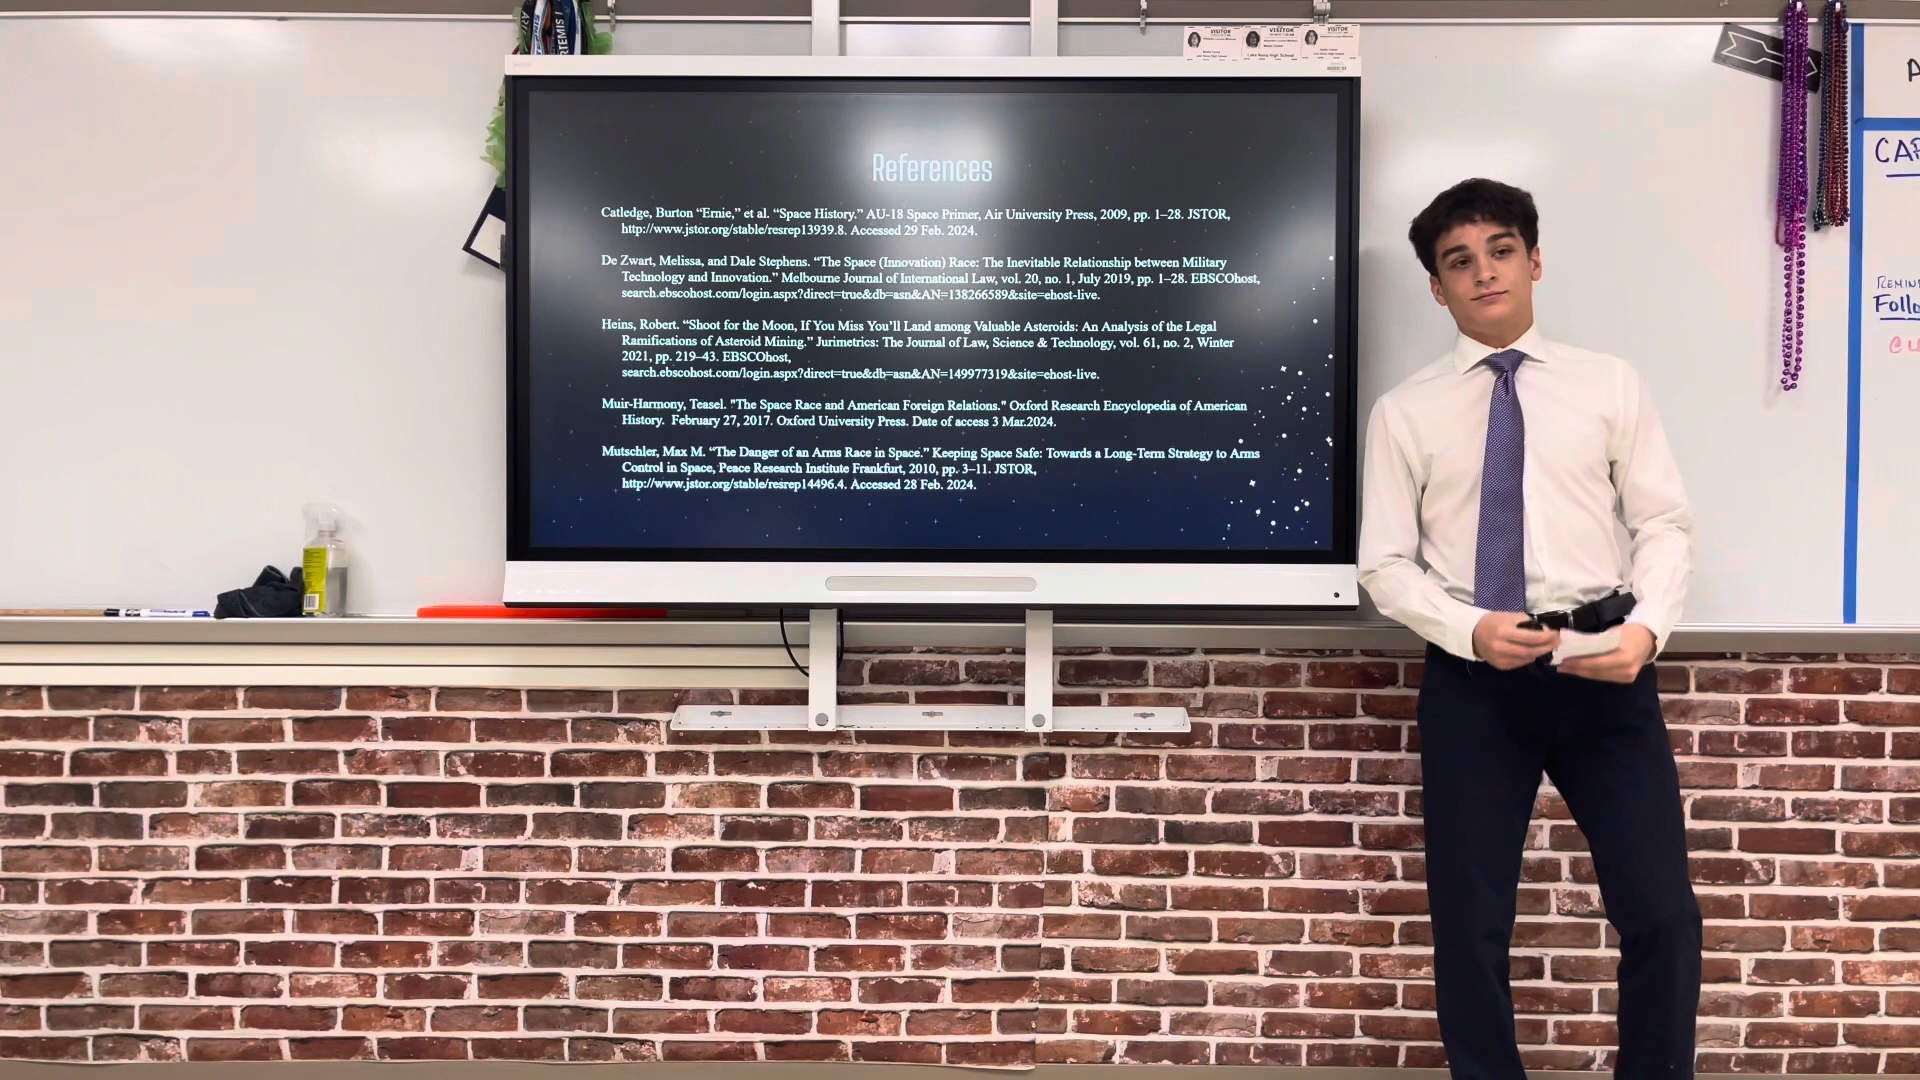 ARTEMIS I
VISITOR
VISITOR
VISITOR
Lake Nona High School
References
Catledge, Burton “Ernie,” et al. “Space History.” AU-18 Space Primer, Air University Press, 2009, pp. 1–28. JSTOR,
http://www.jstor.org/stable/resrep13939.8. Accessed 29 Feb. 2024.
De Zwart, Melissa, and Dale Stephens. “The Space (Innovation) Race: The Inevitable Relationship between Military
Technology and Innovation.” Melbourne Journal of International Law, vol. 20, no. 1, July 2019, pp. 1–28. EBSCOhost,
search.ebscohost.com/login.aspx?direct=true&db=asn&AN=138266589&site=ehost-live.
Heins, Robert. “Shoot for the Moon, If You Miss You’ll Land among Valuable Asteroids: An Analysis of the Legal
Ramifications of Asteroid Mining.” Jurimetrics: The Journal of Law, Science & Technology, vol. 61, no. 2, Winter
2021, pp. 219–43. EBSCOhost,
search.ebscohost.com/login.aspx?direct=true&db=asn&AN=149977319&site=ehost-live.
Muir-Harmony, Teasel. "The Space Race and American Foreign Relations." Oxford Research Encyclopedia of American
History.  February 27, 2017. Oxford University Press. Date of access 3 Mar.2024.
Mutschler, Max M. “The Danger of an Arms Race in Space.” Keeping Space Safe: Towards a Long-Term Strategy to Arms
Control in Space, Peace Research Institute Frankfurt, 2010, pp. 3–11. JSTOR,
http://www.jstor.org/stable/resrep14496.4. Accessed 28 Feb. 2024.
A
CAP
REMIN
Follo